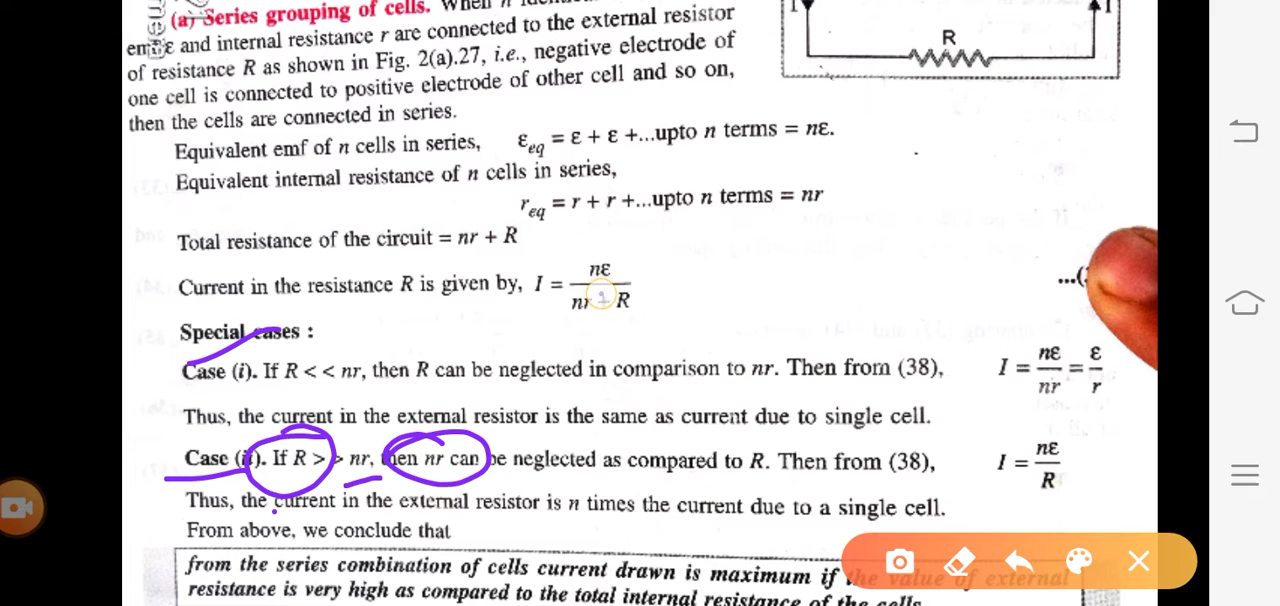 (a) Series grouping of cells. When n
emf ε and internal resistance r are connected to the external resistor
of resistance R as shown in Fig. 2(a).27, i.e., negative electrode of
one cell is connected to positive electrode of other cell and so on,
then the cells are connected in series.
I I
R
Equivalent emf of n cells in series, εeq = ε + ε +...upto n terms = nε.
Equivalent internal resistance of n cells in series,
req = r + r +...upto n terms = nr
Total resistance of the circuit = nr + R
Current in the resistance R is given by, I = nε / nr + R ...(
Special cases :
Case (i). If R < < nr, then R can be neglected in comparison to nr. Then from (38), I = nε / nr = ε / r
Thus, the current in the external resistor is the same as current due to single cell.
Case (ii). If R > > nr, then nr can be neglected as compared to R. Then from (38), I = nε / R
Thus, the current in the external resistor is n times the current due to a single cell.
From above, we conclude that
from the series combination of cells current drawn is maximum if the value of external
resistance is very high as compared to the total internal resistance of the cells